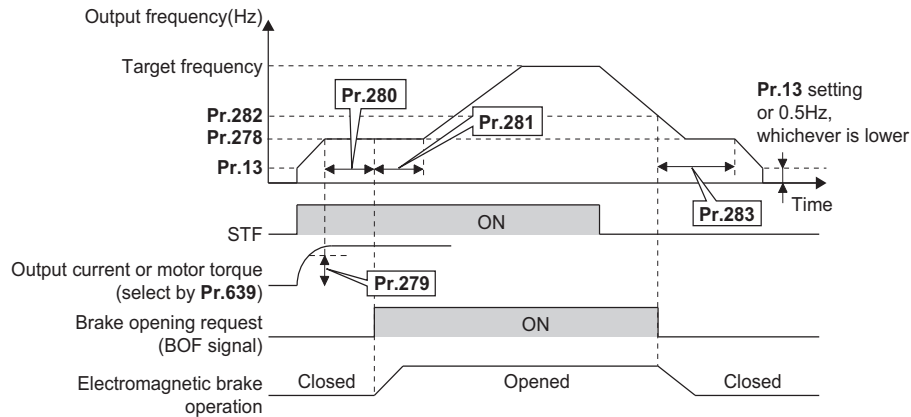 Output frequency(Hz)
Target frequency
Pr.280
Pr.13 setting
or 0.5Hz,
whichever is lower
Pr.282
Pr.281
Pr.278
Pr.13
Time
Pr.283
STF
ON
Output current or motor torque
(select by Pr.639)
Pr.279
Brake opening request
(BOF signal)
ON
Electromagnetic brake
operation
Closed
Opened
Closed